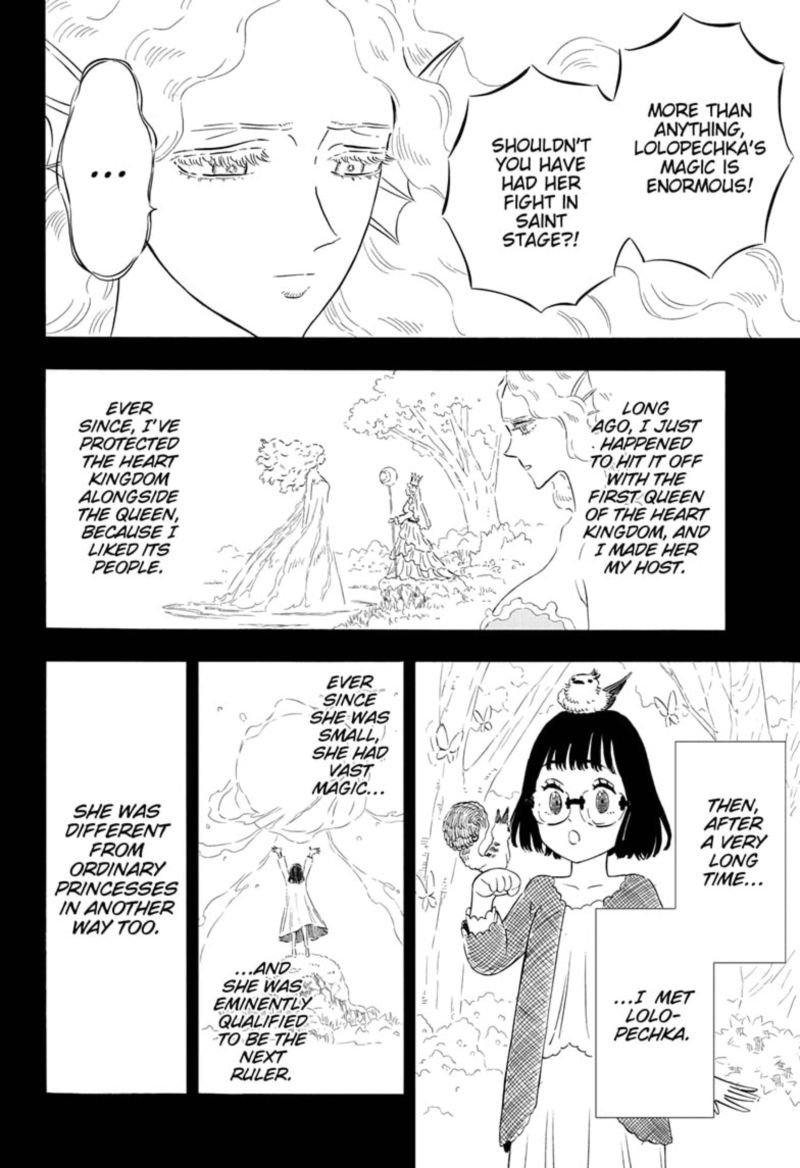 MORE THAN
ANYTHING,
LOLOPECHKA'S
MAGIC IS
ENORMOUS!
SHOULDN'T
YOU HAVE
HAD HER
FIGHT IN
SAINT
STAGE?!
...
LONG
AGO, I JUST
HAPPENED
TO HIT IT OFF
WITH THE
FIRST QUEEN
OF THE HEART
KINGDOM, AND
I MADE HER
MY HOST.
EVER
SINCE, I'VE
PROTECTED
THE HEART
KINGDOM
ALONGSIDE
THE QUEEN,
BECAUSE I
LIKED ITS
PEOPLE.
THEN,
AFTER
A VERY
LONG
TIME...
...I MET
LOLO-
PECHKA.
EVER
SINCE
SHE WAS
SMALL,
SHE HAD
VAST
MAGIC...
...AND
SHE WAS
EMINENTLY
QUALIFIED
TO BE THE
NEXT
RULER.
SHE WAS
DIFFERENT
FROM
ORDINARY
PRINCESSES
IN ANOTHER
WAY TOO.